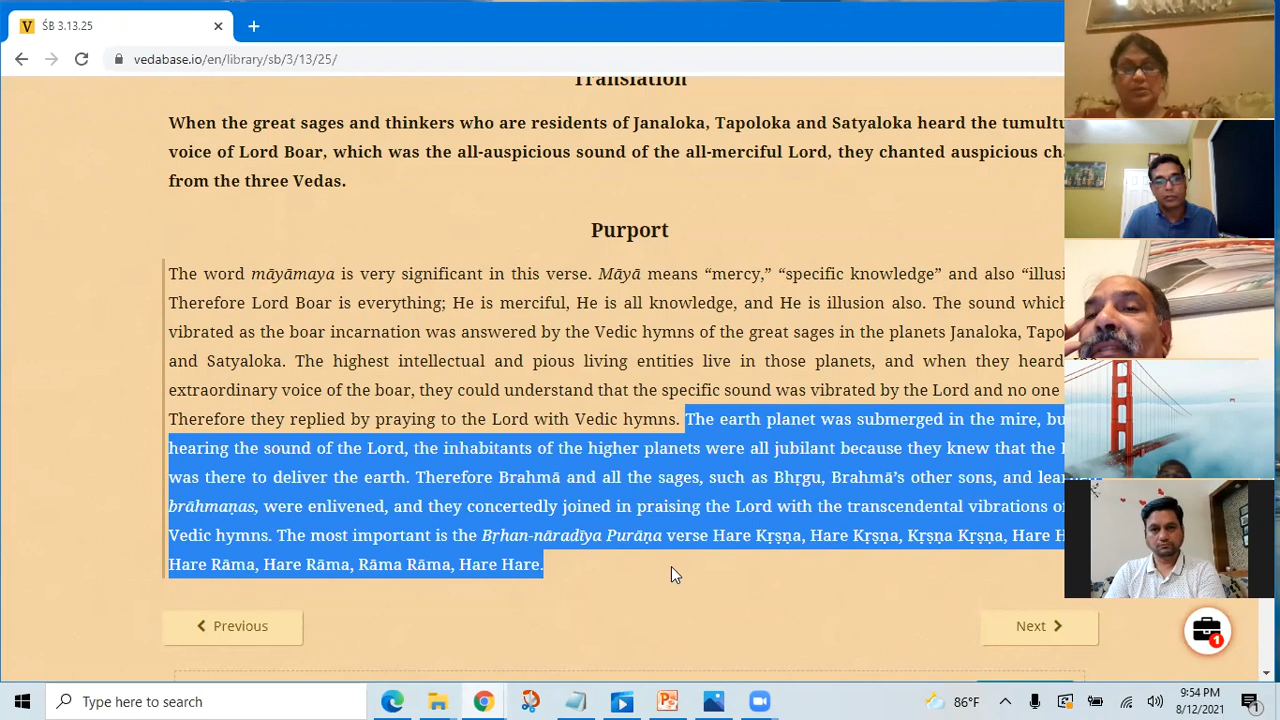 ŚB 3.13.25
vedabase.io/en/library/sb/3/13/25/
Translation
When the great sages and thinkers who are residents of Janaloka, Tapoloka and Satyaloka heard the
voice of Lord Boar, which was the all-auspicious sound of the all-merciful Lord, they chanted auspicious
from the three Vedas.
Purport
The word māyāmaya is very significant in this verse. Māyā means “mercy,” “specific knowledge” and also
Therefore Lord Boar is everything; He is merciful, He is all knowledge, and He is illusion also. The sound
vibrated as the boar incarnation was answered by the Vedic hymns of the great sages in the planets Janaloka,
and Satyaloka. The highest intellectual and pious living entities live in those planets, and when they heard
extraordinary voice of the boar, they could understand that the specific sound was vibrated by the Lord and no one
Therefore they replied by praying to the Lord with Vedic hymns. The earth planet was submerged in the mire,
hearing the sound of the Lord, the inhabitants of the higher planets were all jubilant because they knew that the
was there to deliver the earth. Therefore Brahmā and all the sages, such as Bhṛgu, Brahmā’s other sons, and
brāhmaṇas, were enlivened, and they concertedly joined in praising the Lord with the transcendental vibrations
Vedic hymns. The most important is the Bṛhan-nāradīya Purāṇa verse Hare Kṛṣṇa, Hare Kṛṣṇa, Kṛṣṇa Kṛṣṇa, Hare
Hare Rāma, Hare Rāma, Rāma Rāma, Hare Hare.
Previous
Next
1
Type here to search
86°F
9:54 PM
8/12/2021
1